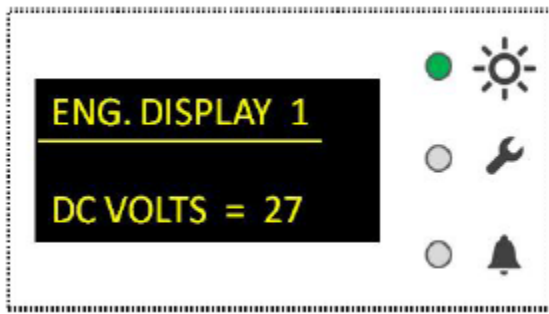 ENG. DISPLAY 1
DC VOLTS = 27